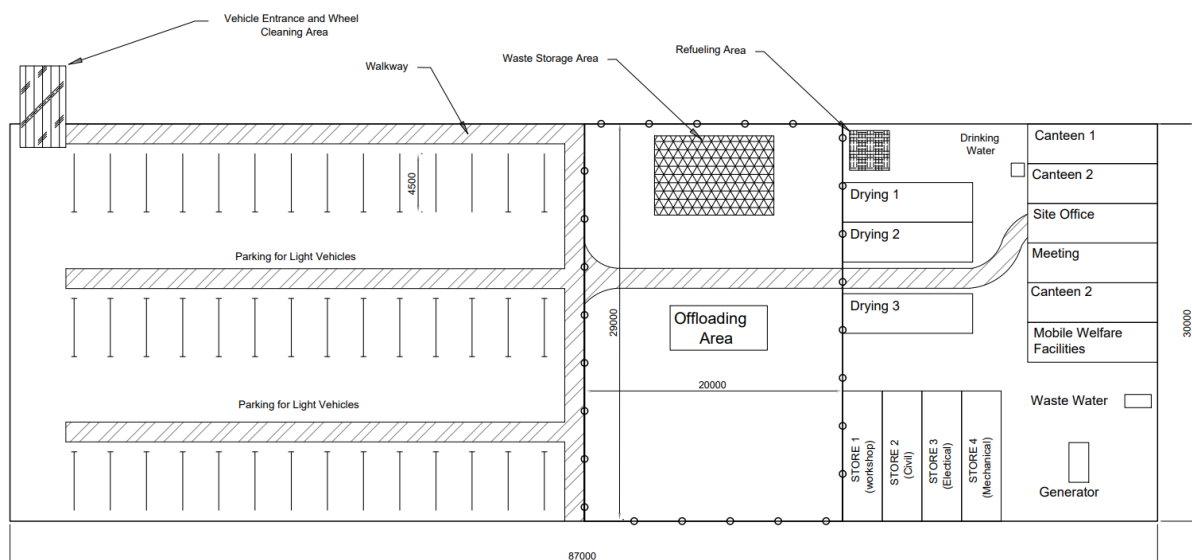 Vehicle Entrance and Wheel
Cleaning Area
Walkway
Waste Storage Area
Refueling Area
Drinking
Water
Canteen 1
Canteen 2
Site Office
Meeting
Canteen 2
Mobile Welfare
Facilities
Drying 1
Drying 2
Drying 3
4500
Parking for Light Vehicles
Offloading
Area
29000
30000
20000
Parking for Light Vehicles
STORE 1
(workshop)
STORE 2
(Civil)
STORE 3
(Electical)
STORE 4
(Mechanical)
Waste Water
Generator
87000